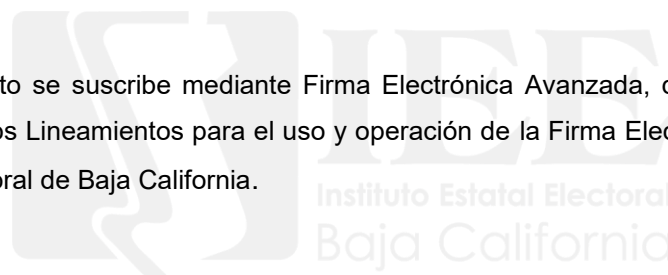 IEE
to se suscribe mediante Firma Electrónica Avanzada,
os Lineamientos para el uso y operación de la Firma Elec
oral de Baja California.
Instituto Estatal Electoral
Baja California